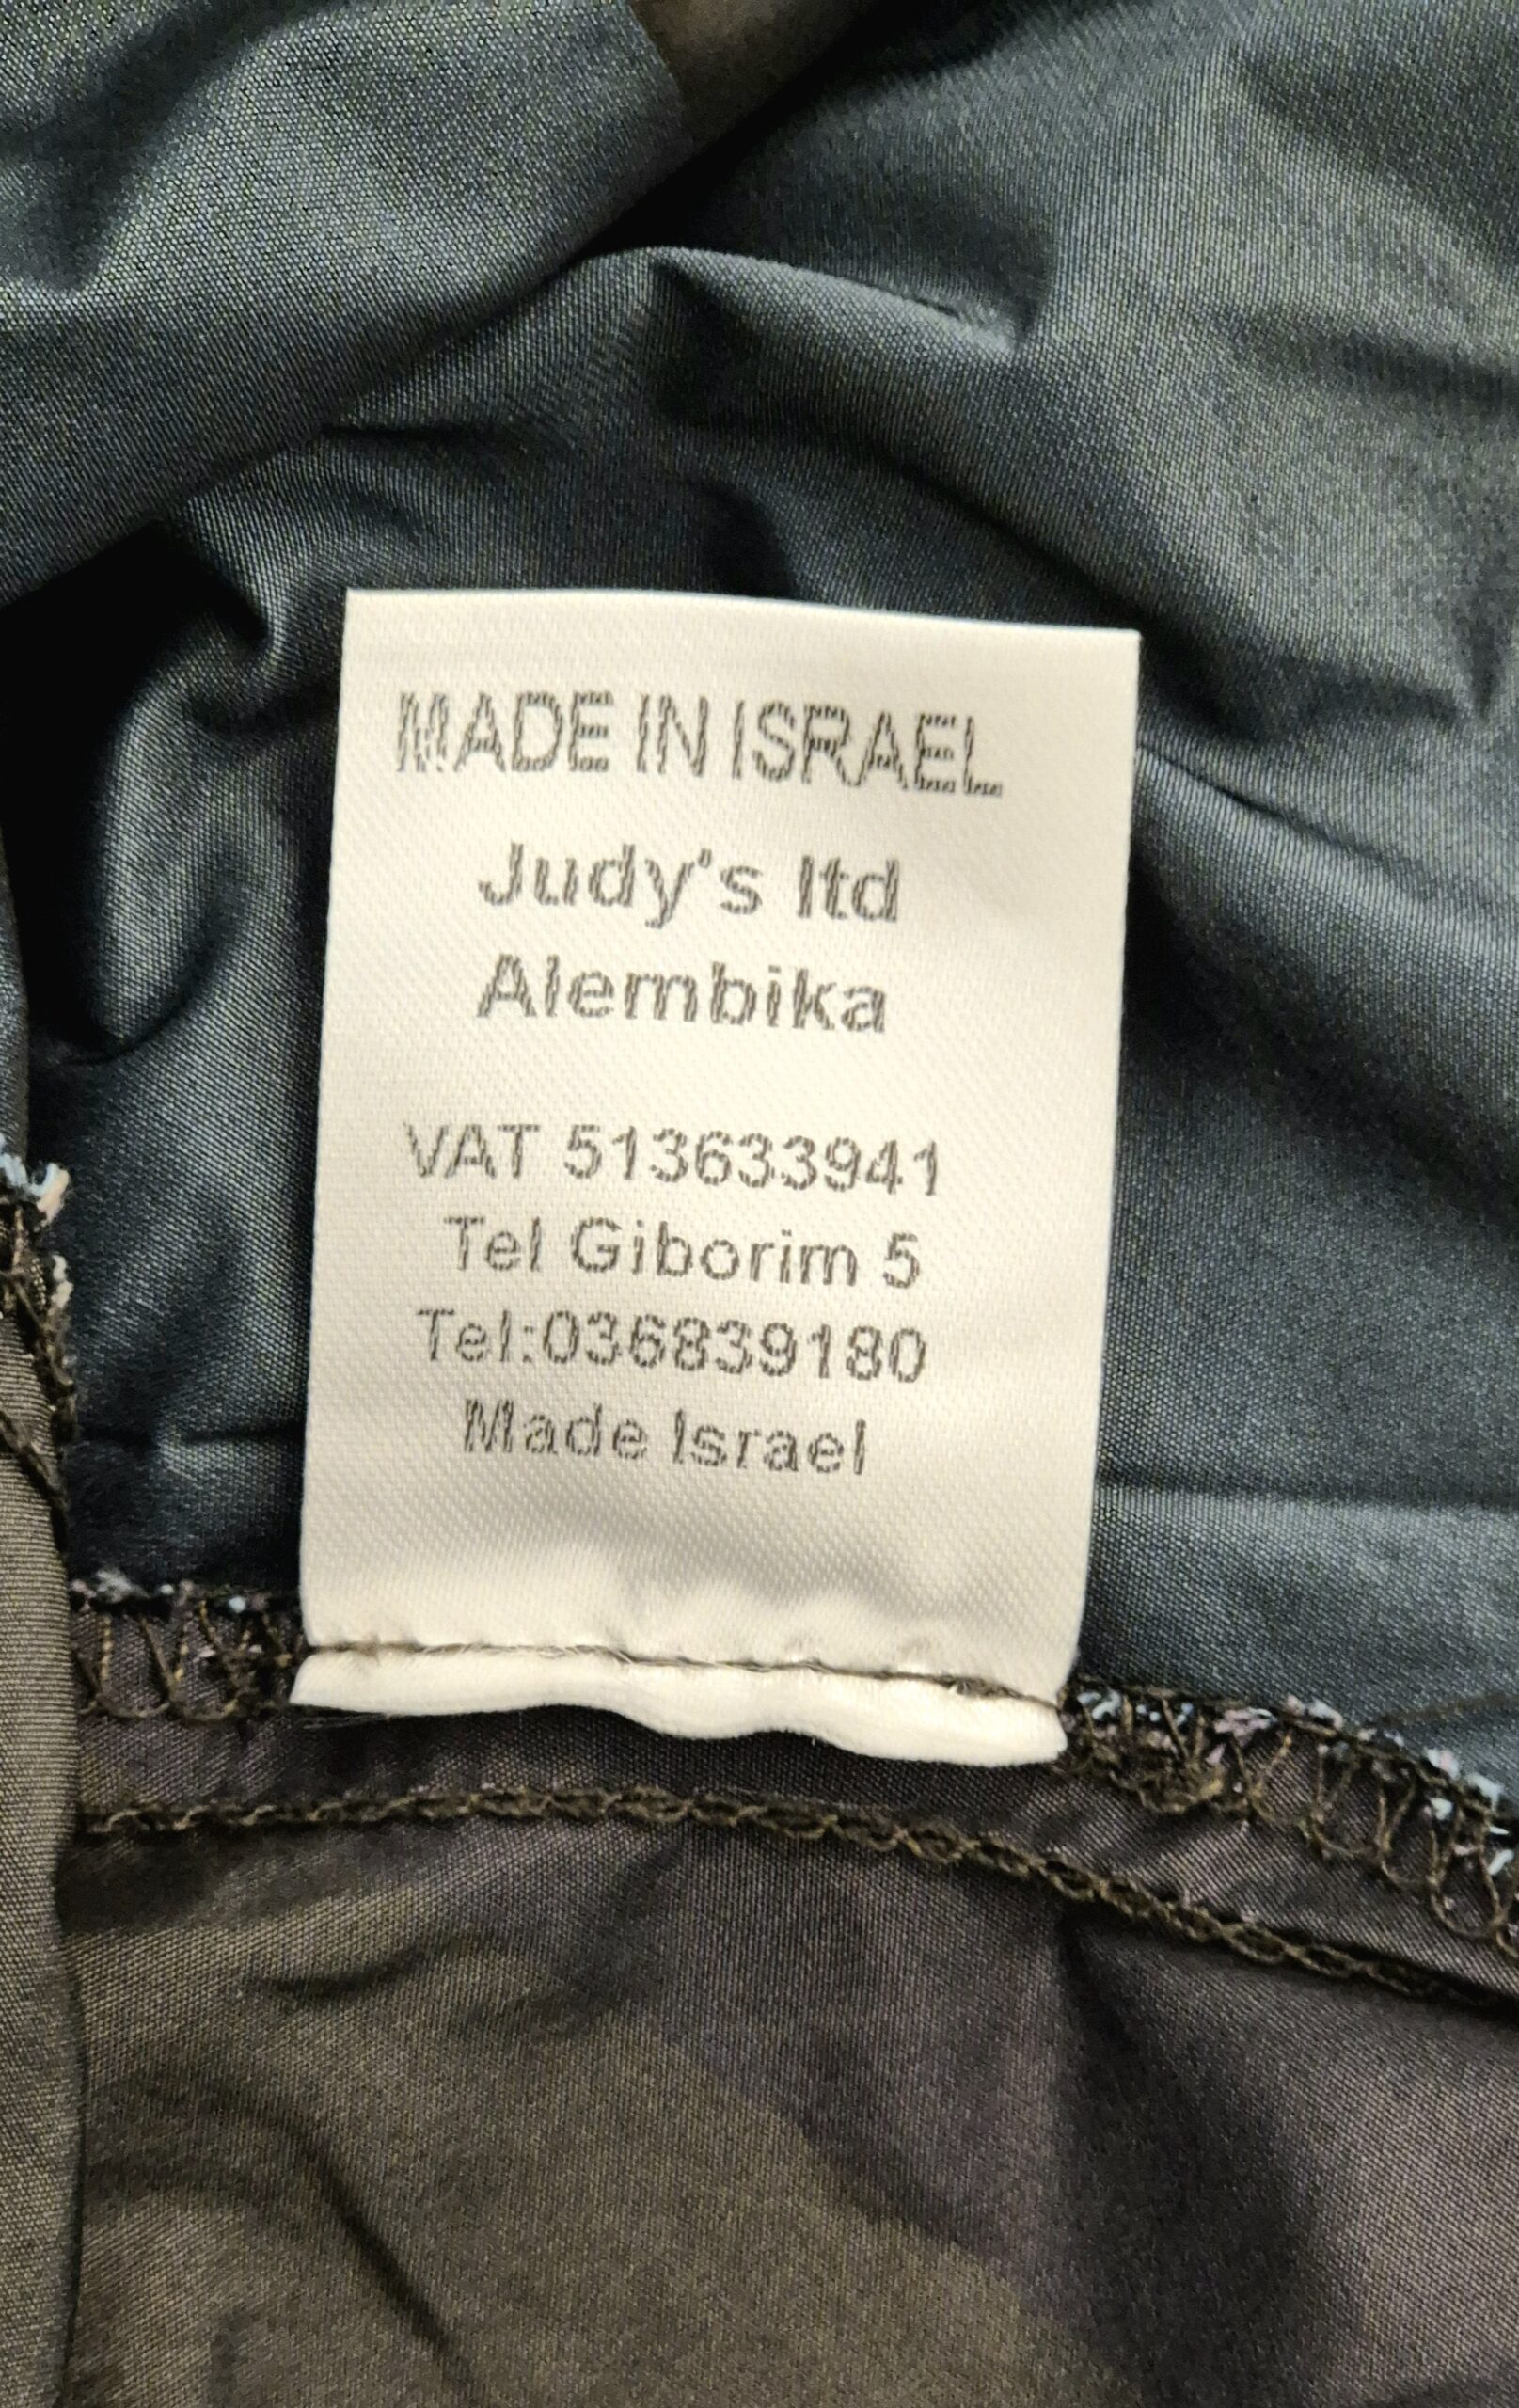 MADE IN ISRAEL
Judy's ltd
Alembika
VAT 513633941
Tel Giborim 5
Tel:036839180
Made Israel